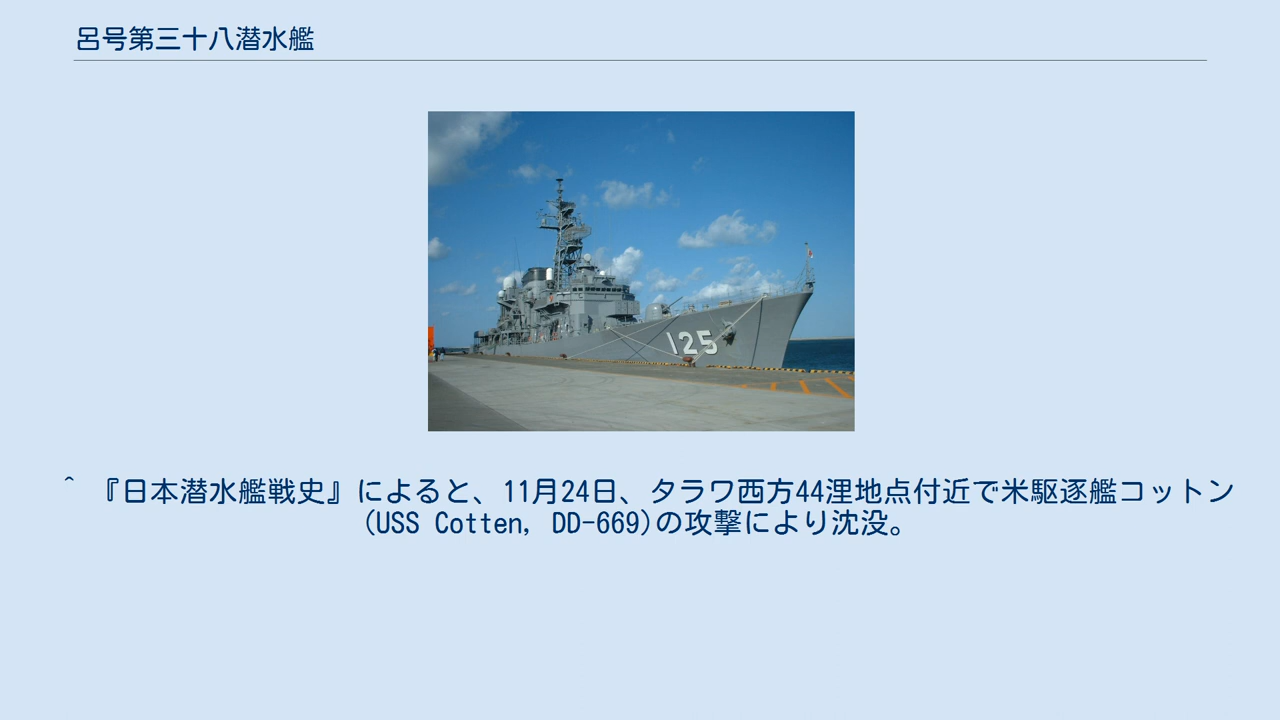 呂号第三十八潜水艦
125
^ 『日本潜水艦戦史』によると、11月24日、タラワ西方44浬地点付近で米駆逐艦コットン
(USS Cotten, DD-669)の攻撃により沈没。